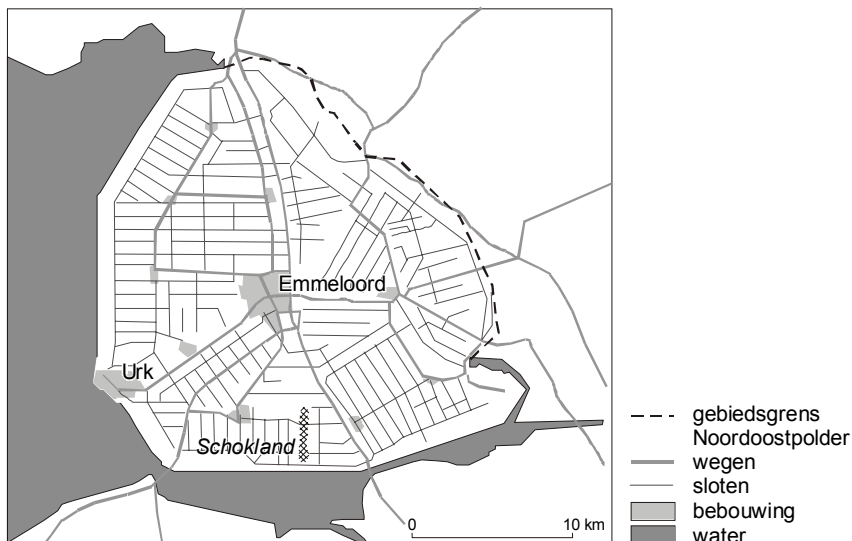 Emmeloord
Urk
Schokland
0 10 km
gebiedsgrens
Noordoostpolder
wegen
sloten
bebouwing
water